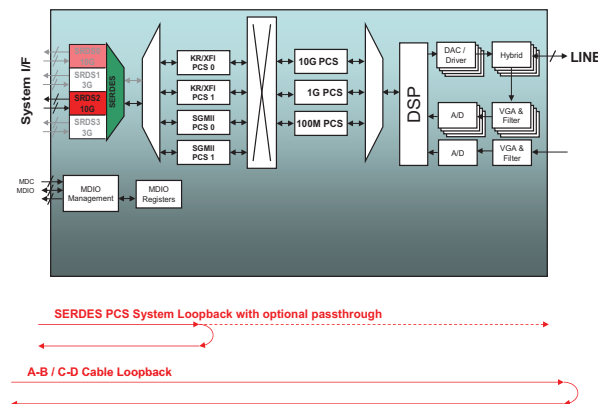 System I/F
SRDS0
10G
SRDS1
3G
SRDS2
10G
SRDS3
3G
SERDES
KR/XFI
PCS 0
KR/XFI
PCS 1
SGMII
PCS 0
SGMII
PCS 1
10G PCS
1G PCS
100M PCS
DSP
DAC /
Driver
Hybrid
LINE
A/D
VGA &
Filter
A/D
VGA &
Filter
MDC
MDIO
MDIO
Management
MDIO
Registers
SERDES PCS System Loopback with optional passthrough
A-B / C-D Cable Loopback